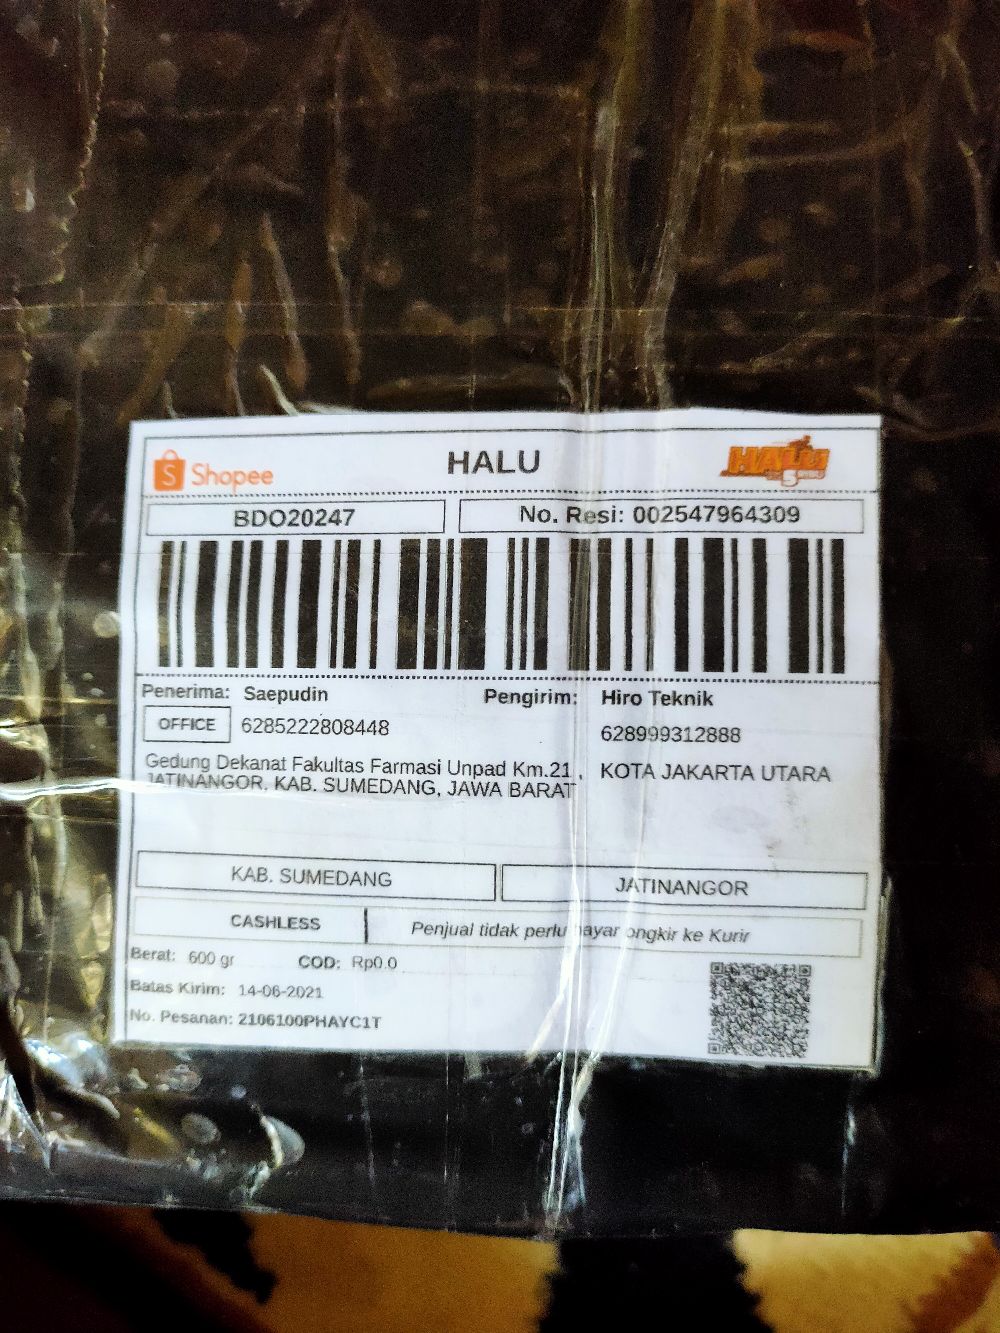 Shopee HALU HALU
BDO20247 No. Resi: 002547964309
Penerima: Saepudin Pengirim: Hiro Teknik
OFFICE 6285222808448 628999312888
Gedung Dekanat Fakultas Farmasi Unpad Km.21 , KOTA JAKARTA UTARA
JATINANGOR, KAB. SUMEDANG, JAWA BARAT
KAB. SUMEDANG JATINANGOR
CASHLESS Penjual tidak perlu bayar ongkir ke Kurir
Berat: 600 gr COD: Rp0.0
Batas Kirim: 14-06-2021
No. Pesanan: 2106100PHAYC1T